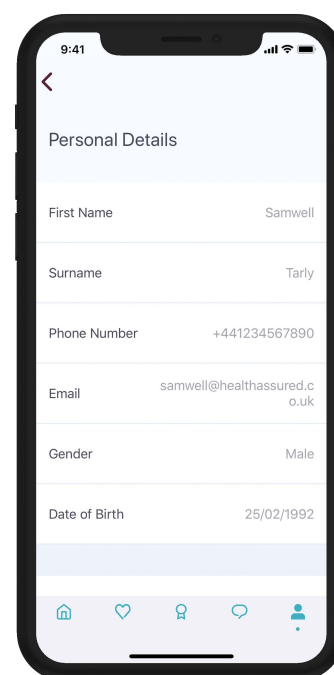 9:41
Personal Details
First Name Samwell
Surname Tarly
Phone Number +441234567890
Email samwell@healthassured.c
o.uk
Gender Male
Date of Birth 25/02/1992